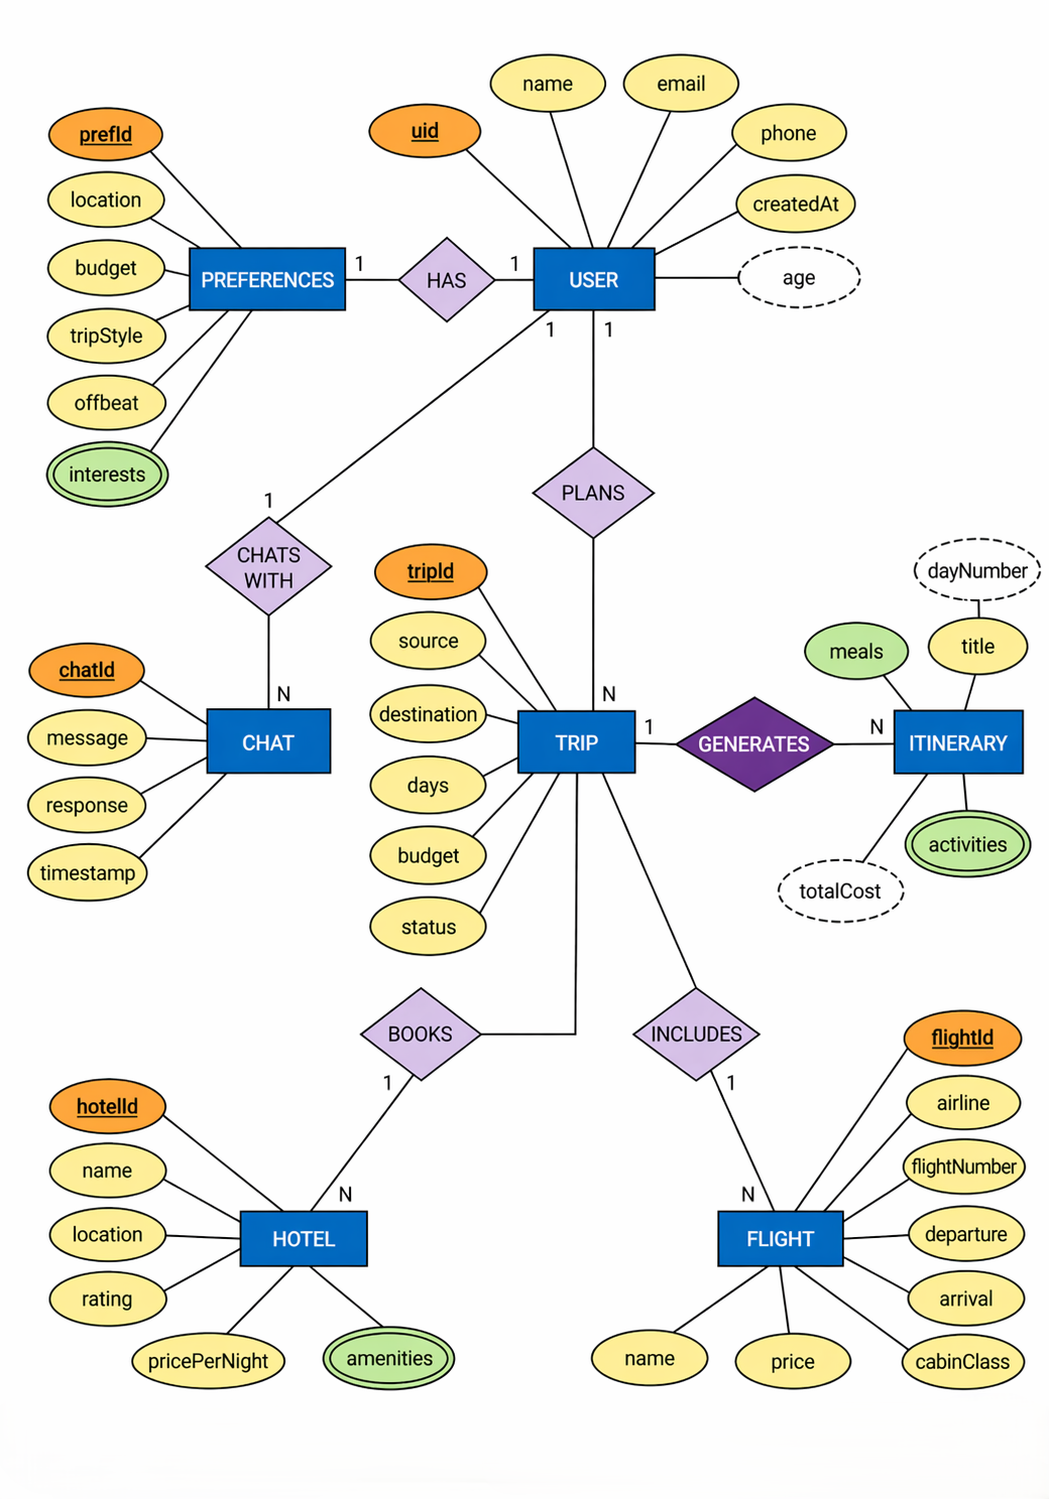 name
email
uid
phone
prefId
location
createdAt
budget
PREFERENCES
1
HAS
1
USER
age
tripStyle
1
1
offbeat
interests
PLANS
1
CHATS
WITH
tripId
dayNumber
source
meals
title
chatId
N
N
destination
1
N
message
CHAT
TRIP
GENERATES
ITINERARY
days
response
budget
activities
timestamp
totalCost
status
BOOKS
INCLUDES
flightId
1
1
hotelId
airline
name
flightNumber
N
N
location
HOTEL
FLIGHT
departure
rating
arrival
pricePerNight
amenities
name
price
cabinClass